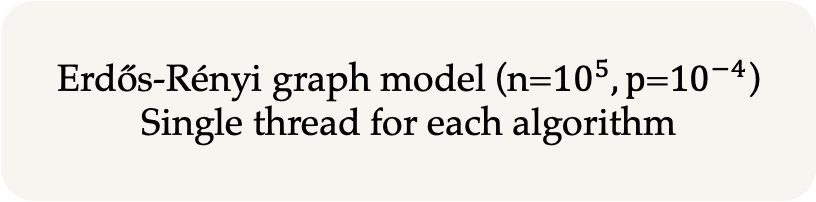 Erdős-Rényi graph model (n=10⁵, p=10⁻⁴)
Single thread for each algorithm